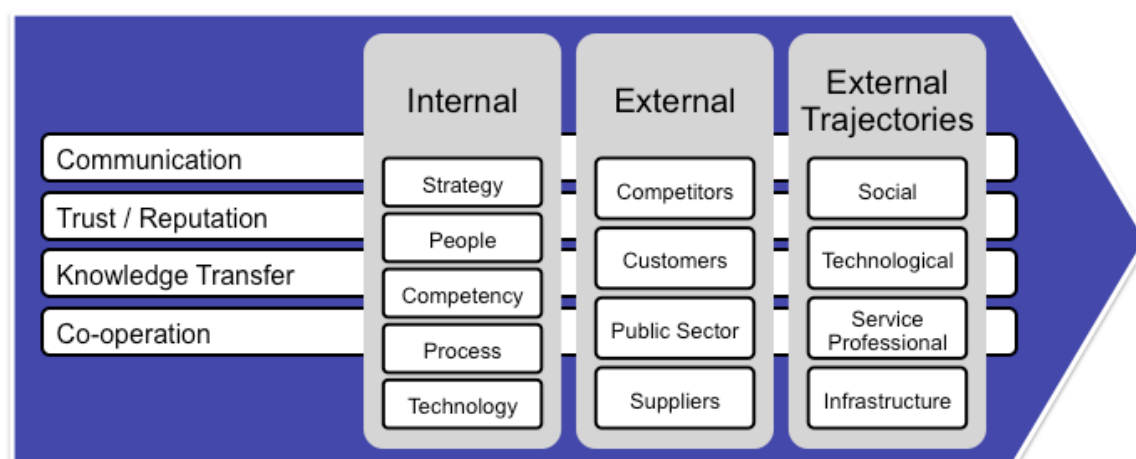 Communication
Trust / Reputation
Knowledge Transfer
Co-operation
Internal
Strategy
People
Competency
Process
Technology
External
Competitors
Customers
Public Sector
Suppliers
External
Trajectories
Social
Technological
Service
Professional
Infrastructure